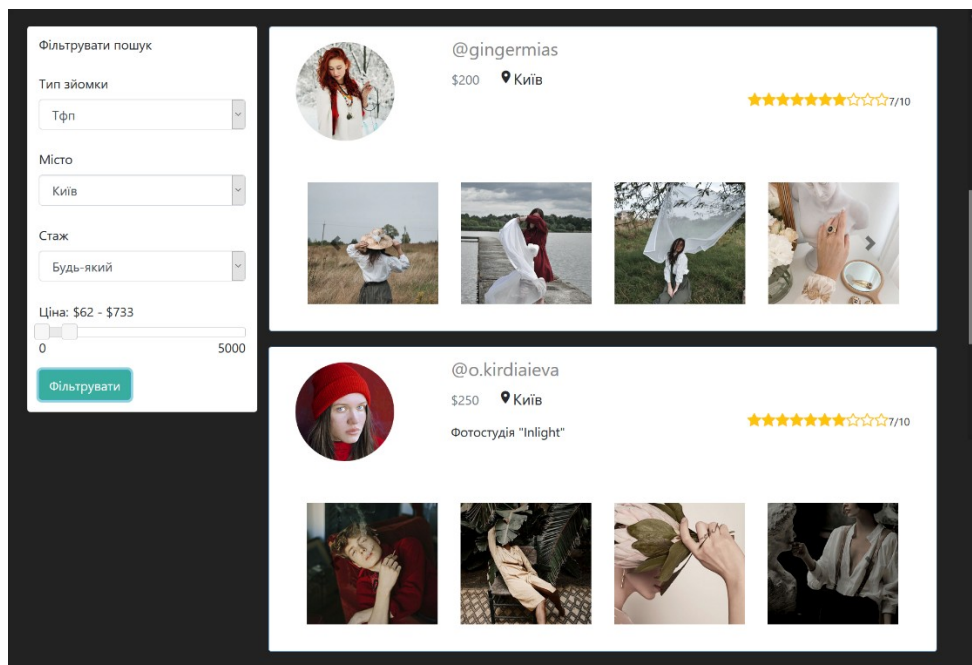 Фільтрувати пошук
Тип зйомки
Тфп
Місто
Київ
Стаж
Будь-який
Ціна: $62 - $733
0 5000
Фільтрувати
@gingermias
$200 Київ
7/10
@o.kirdiaieva
$250 Київ
Фотостудія "Inlight"
7/10